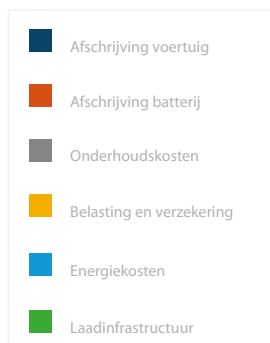 Afschrijving voertuig
Afschrijving batterij
Onderhoudskosten
Belasting en verzekering
Energiekosten
Laadinfrastructuur